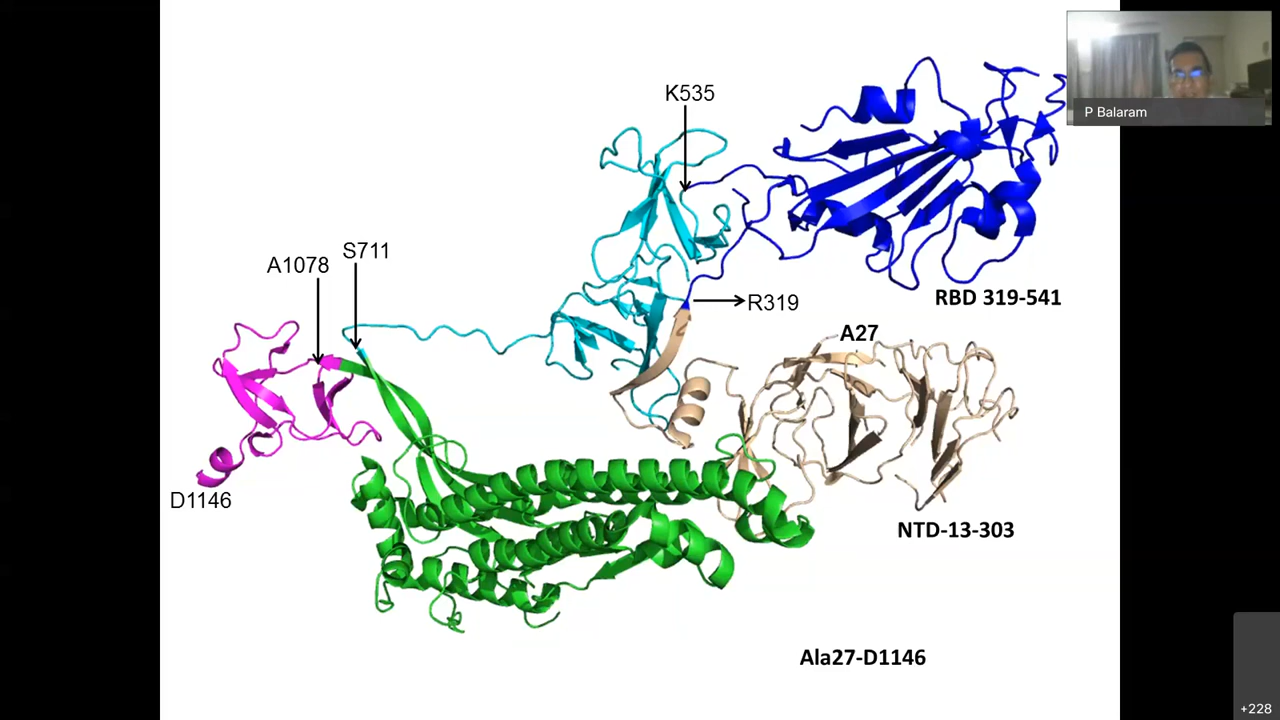 P Balaram
K535
S711
A1078
RBD 319-541
R319
A27
D1146
NTD-13-303
Ala27-D1146
+228